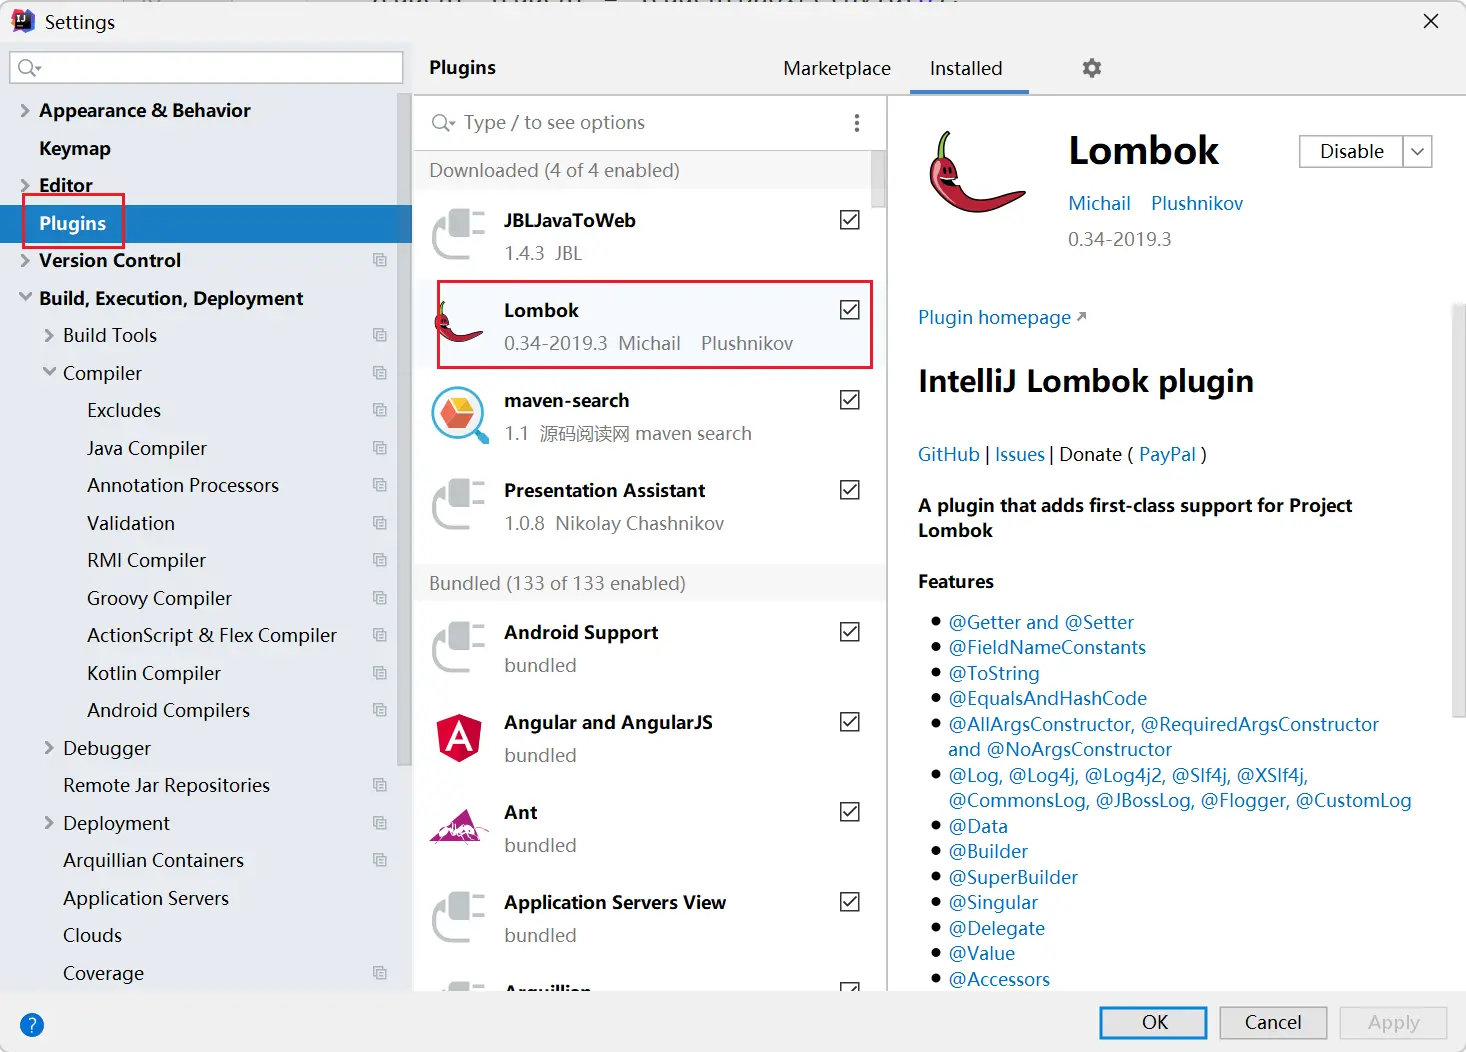 Settings
Plugins
Marketplace
Installed
Appearance & Behavior
Keymap
Editor
Plugins
Version Control
Build, Execution, Deployment
Build Tools
Compiler
Excludes
Java Compiler
Annotation Processors
Validation
RMI Compiler
Groovy Compiler
ActionScript & Flex Compiler
Kotlin Compiler
Android Compilers
Debugger
Remote Jar Repositories
Deployment
Arquillian Containers
Application Servers
Clouds
Coverage
Type / to see options
Downloaded (4 of 4 enabled)
JBLJavaToWeb
1.4.3 JBL
Lombok
0.34-2019.3 Michail Plushnikov
maven-search
1.1 源码阅读网 maven search
Presentation Assistant
1.0.8 Nikolay Chashnikov
Bundled (133 of 133 enabled)
Android Support
bundled
Angular and AngularJS
bundled
Ant
bundled
Application Servers View
bundled
Arquillian
Lombok
Disable
Michail Plushnikov
0.34-2019.3
Plugin homepage
IntelliJ Lombok plugin
GitHub | Issues | Donate ( PayPal )
A plugin that adds first-class support for Project
Lombok
Features
@Getter and @Setter
@FieldNameConstants
@ToString
@EqualsAndHashCode
@AllArgsConstructor, @RequiredArgsConstructor
and @NoArgsConstructor
@Log, @Log4j, @Log4j2, @Slf4j, @XSlf4j,
@CommonsLog, @JBossLog, @Flogger, @CustomLog
@Data
@Builder
@SuperBuilder
@Singular
@Delegate
@Value
@Accessors
OK
Cancel
Apply